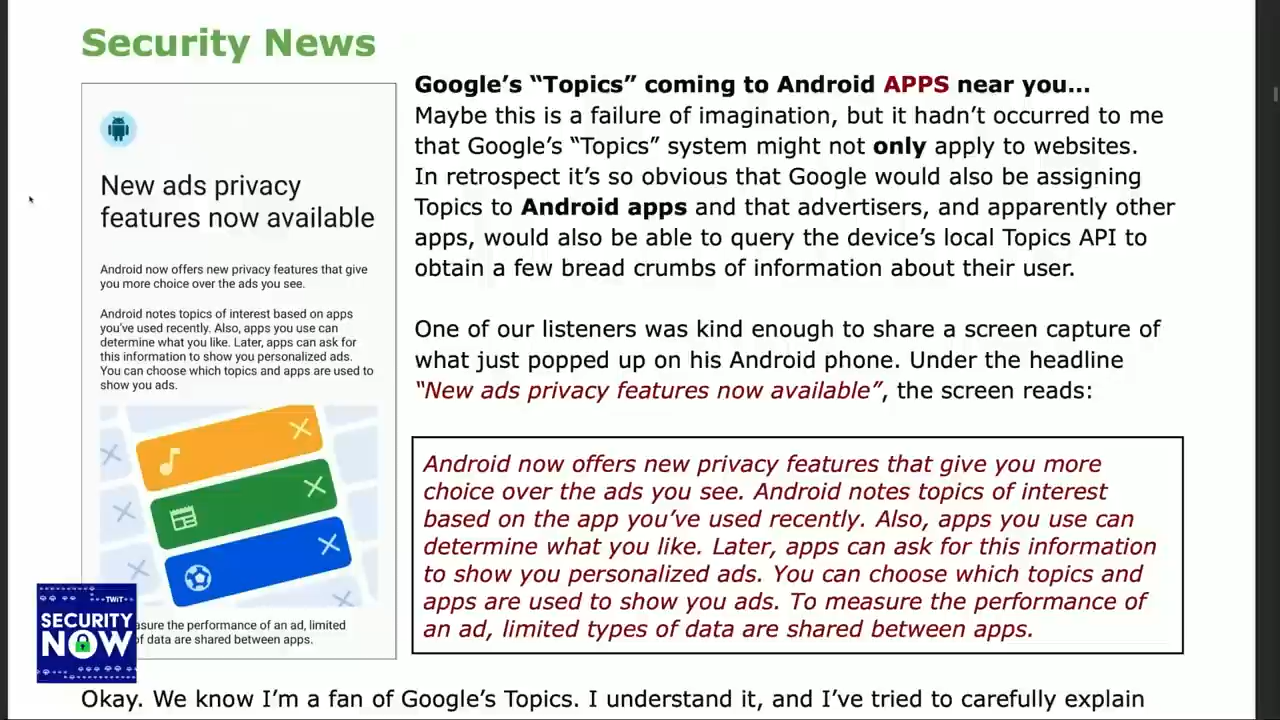 Security News
New ads privacy
features now available
Android now offers new privacy features that give
you more choice over the ads you see.
Android notes topics of interest based on apps
you've used recently. Also, apps you use can
determine what you like. Later, apps can ask for
this information to show you personalized ads.
You can choose which topics and apps are used to
show you ads.
asure the performance of an ad, limited
of data are shared between apps.
TWiT
SECURITY
NOW
Google’s “Topics” coming to Android APPS near you...
Maybe this is a failure of imagination, but it hadn’t occurred to me
that Google’s “Topics” system might not only apply to websites.
In retrospect it’s so obvious that Google would also be assigning
Topics to Android apps and that advertisers, and apparently other
apps, would also be able to query the device’s local Topics API to
obtain a few bread crumbs of information about their user.
One of our listeners was kind enough to share a screen capture of
what just popped up on his Android phone. Under the headline
“New ads privacy features now available”, the screen reads:
Android now offers new privacy features that give you more
choice over the ads you see. Android notes topics of interest
based on the app you’ve used recently. Also, apps you use can
determine what you like. Later, apps can ask for this information
to show you personalized ads. You can choose which topics and
apps are used to show you ads. To measure the performance of
an ad, limited types of data are shared between apps.
Okay. We know I’m a fan of Google’s Topics. I understand it, and I’ve tried to carefully explain